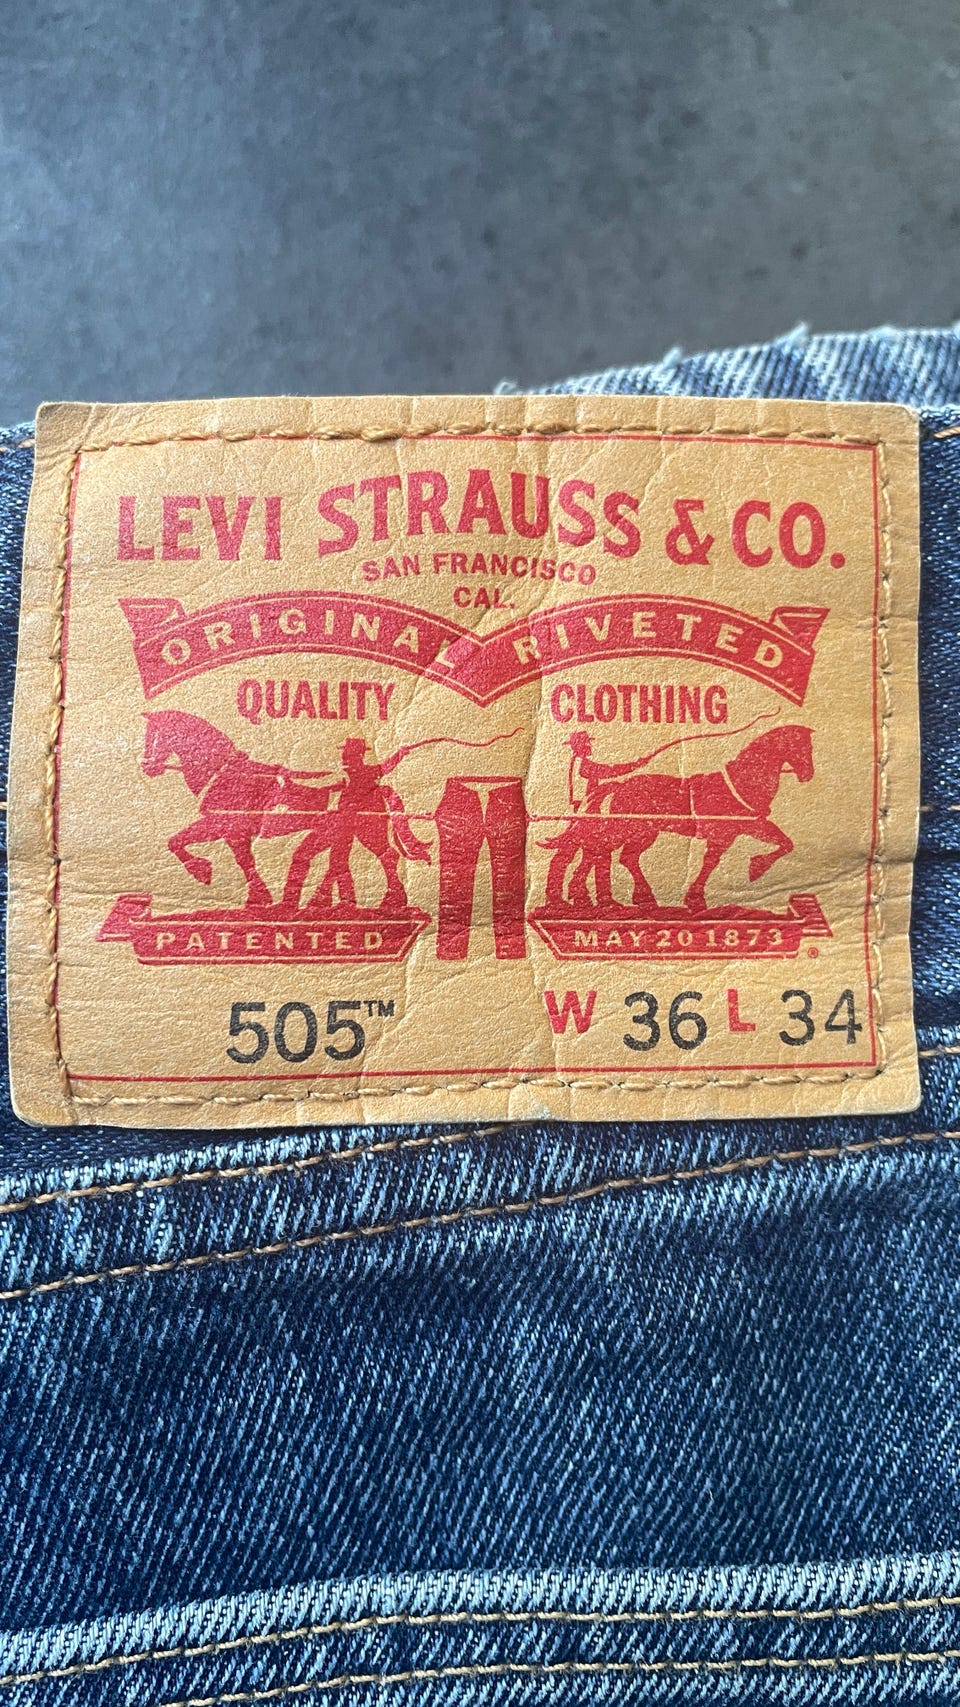 LEVI STRAUSS & CO.
SAN FRANCISCO
CAL.
ORIGINAL RIVETED
QUALITY CLOTHING
PATENTED MAY 20 1873 ®
505™ W 36 L 34